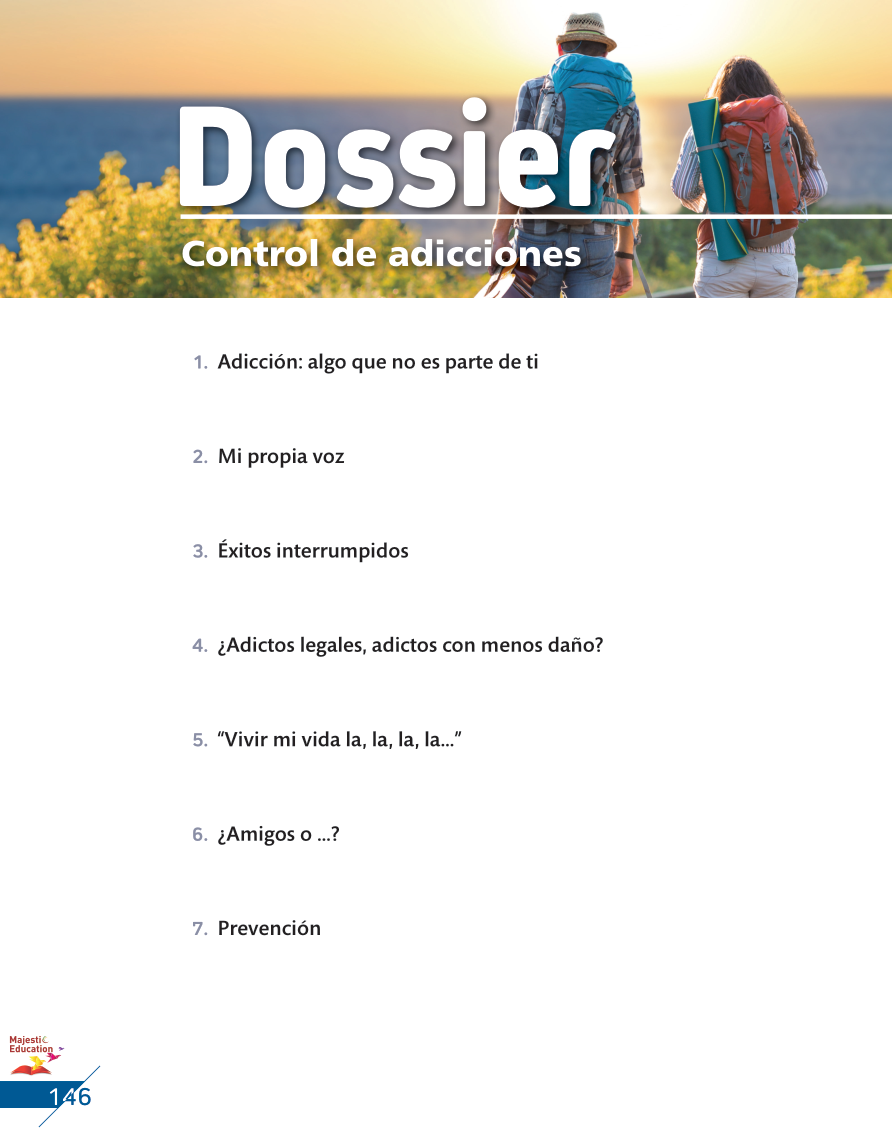 Dossier
Control de adicciones
1. Adicción: algo que no es parte de ti
2. Mi propia voz
3. Éxitos interrumpidos
4. ¿Adictos legales, adictos con menos daño?
5. “Vivir mi vida la, la, la, la...”
6. ¿Amigos o ...?
7. Prevención
Majestic
Education
146